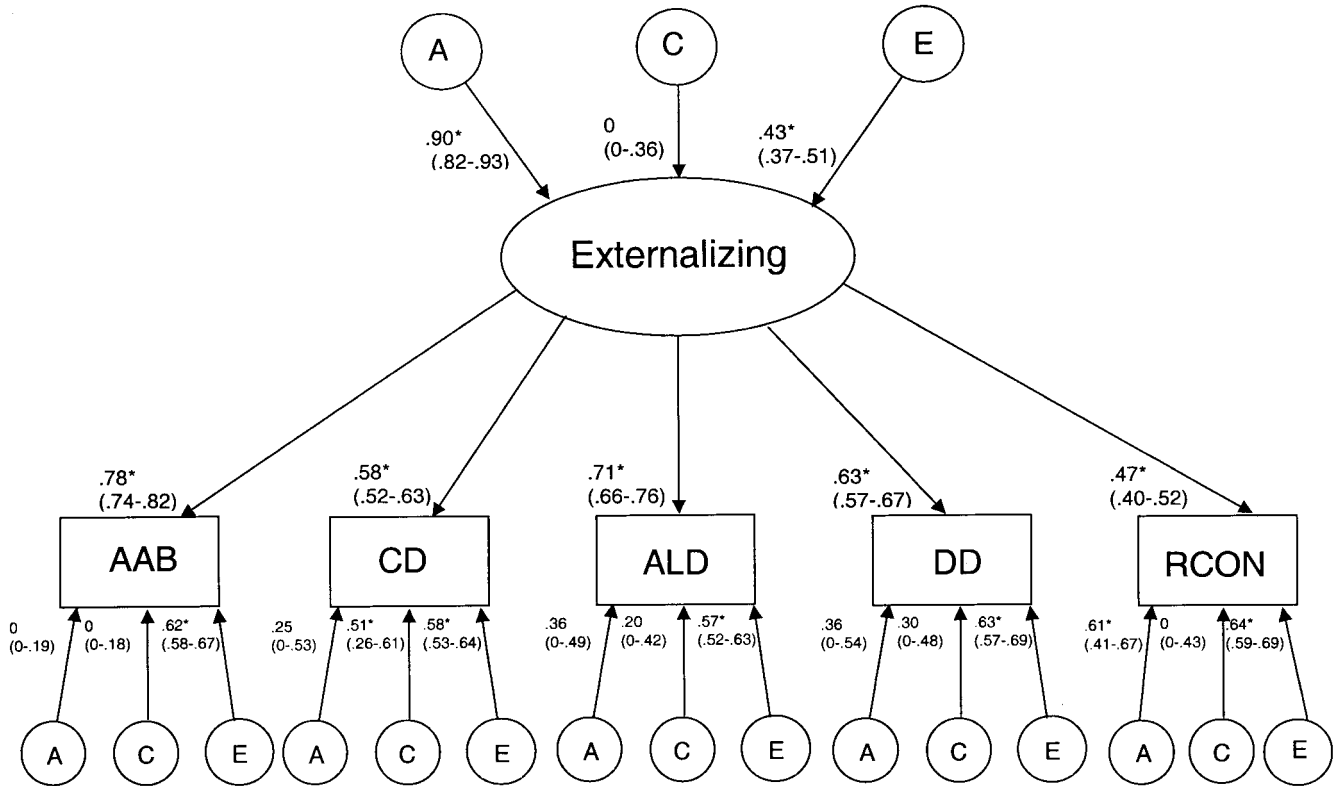 A
C
E
.90*
(.82-.93)
0
(0-.36)
.43*
(.37-.51)
Externalizing
.78*
(.74-.82)
.58*
(.52-.63)
.71*
(.66-.76)
.63*
(.57-.67)
.47*
(.40-.52)
AAB
CD
ALD
DD
RCON
0
(0-.19)
0
(0-.18)
.62*
(.58-.67)
.25
(0-.53)
.51*
(.26-.61)
.58*
(.53-.64)
.36
(0-.49)
.20
(0-.42)
.57*
(.52-.63)
.36
(0-.54)
.30
(0-.48)
.63*
(.57-.69)
.61*
(.41-.67)
0
(0-.43)
.64*
(.59-.69)
A
C
E
A
C
E
A
C
E
A
C
E
A
C
E